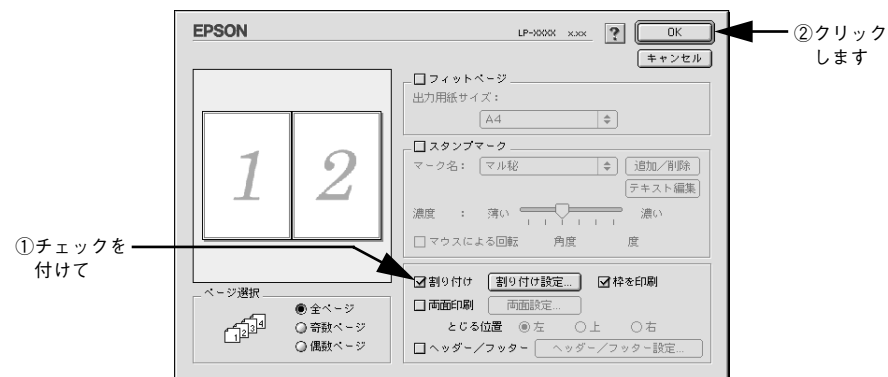 EPSON
LP-XXXX x.xx
?
OK
キャンセル
②クリック
します
1 2
フィットページ
出力用紙サイズ：
A4
スタンプマーク
マーク名： マル秘
追加／削除
テキスト編集
濃度 ： 薄い 濃い
マウスによる回転 角度 度
①チェックを
付けて
割り付け 割り付け設定... 枠を印刷
両面印刷 両面設定...
とじる位置 左 上 右
ヘッダー／フッター ヘッダー／フッター設定...
ページ選択
1 2 3 4
全ページ
奇数ページ
偶数ページ